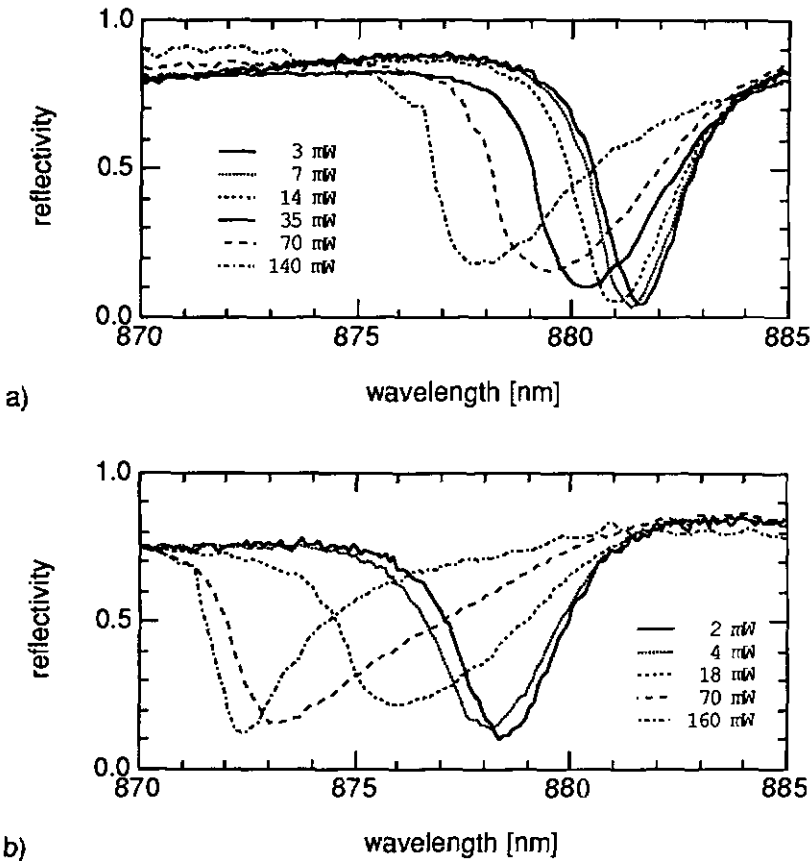 1.0
0.5
0.0
reflectivity
3 mW
7 mW
14 mW
35 mW
70 mW
140 mW
870
875
880
885
wavelength [nm]
a)
1.0
0.5
0.0
reflectivity
2 mW
4 mW
18 mW
70 mW
160 mW
870
875
880
885
wavelength [nm]
b)